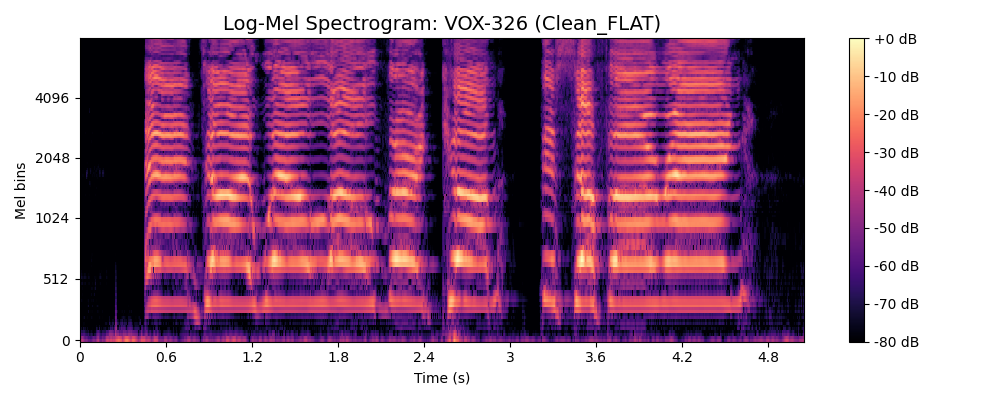 Log-Mel Spectrogram: VOX-326 (Clean_FLAT)
Mel bins
4096
2048
1024
512
0
0 0.6 1.2 1.8 2.4 3 3.6 4.2 4.8
Time (s)
+0 dB
-10 dB
-20 dB
-30 dB
-40 dB
-50 dB
-60 dB
-70 dB
-80 dB